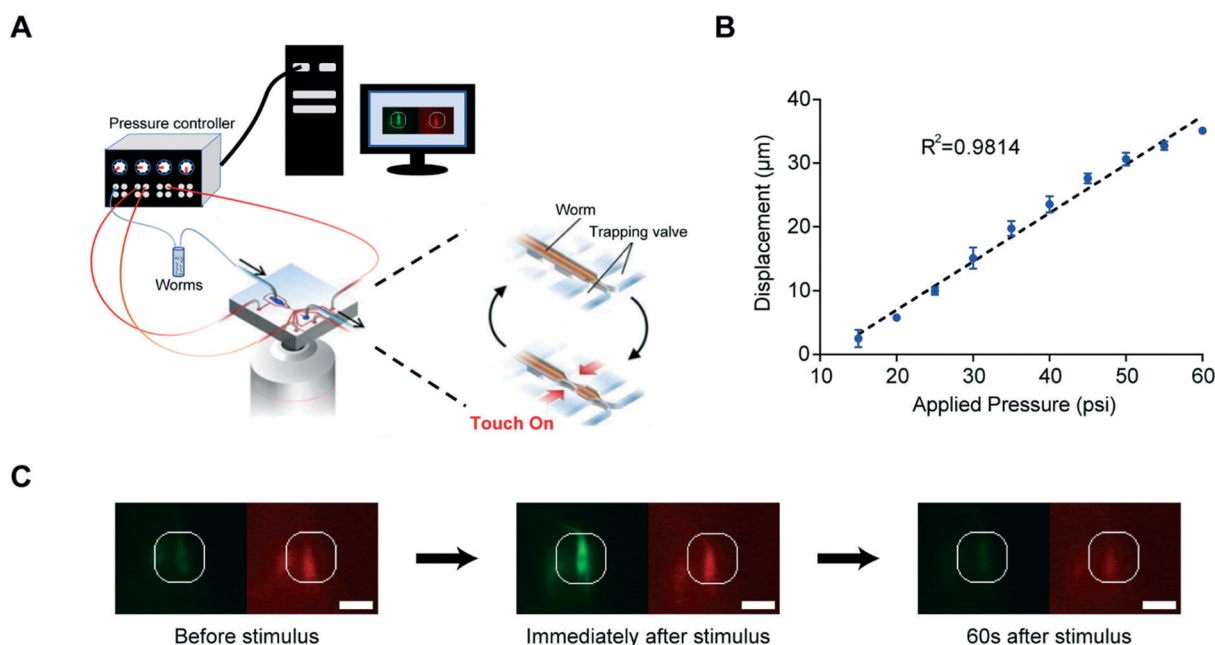 A
Pressure controller
Worms
Worm
Trapping valve
Touch On
B
R²=0.9814
Displacement (μm)
40
30
20
10
0
10 20 30 40 50 60
Applied Pressure (psi)
C
Before stimulus
Immediately after stimulus
60s after stimulus